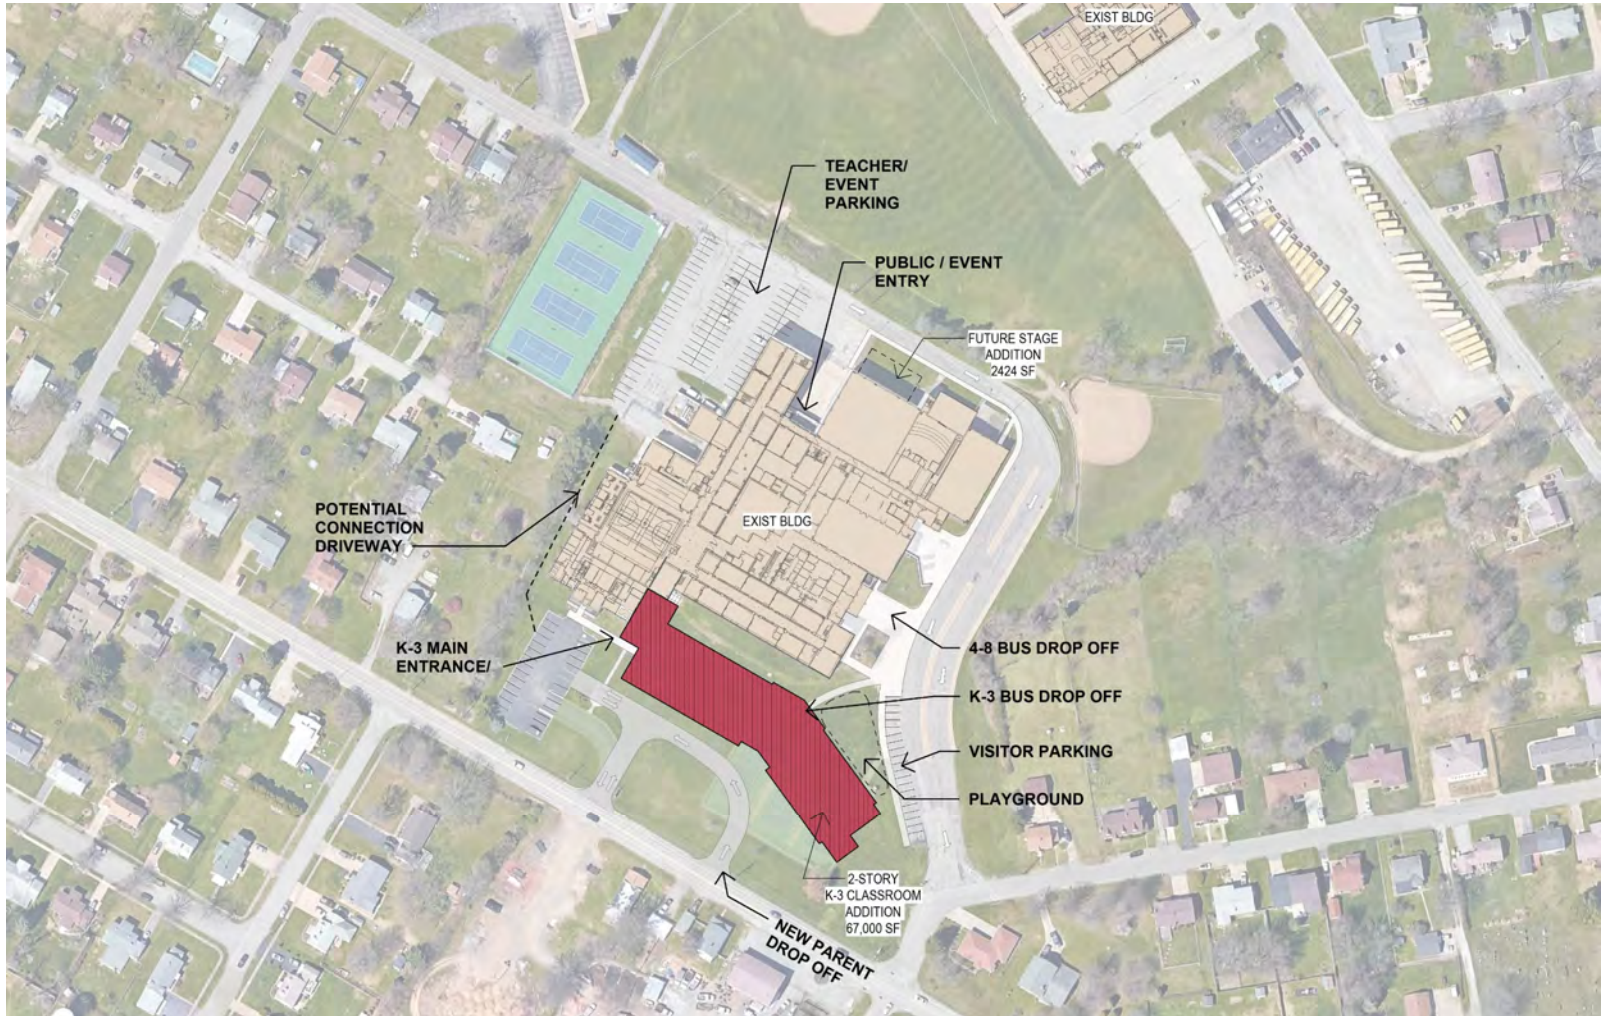 EXIST BLDG
TEACHER/
EVENT
PARKING
PUBLIC / EVENT
ENTRY
FUTURE STAGE
ADDITION
2424 SF
POTENTIAL
CONNECTION
DRIVEWAY
EXIST BLDG
K-3 MAIN
ENTRANCE/
4-8 BUS DROP OFF
K-3 BUS DROP OFF
VISITOR PARKING
PLAYGROUND
2-STORY
K-3 CLASSROOM
ADDITION
67,000 SF
NEW PARENT
DROP OFF